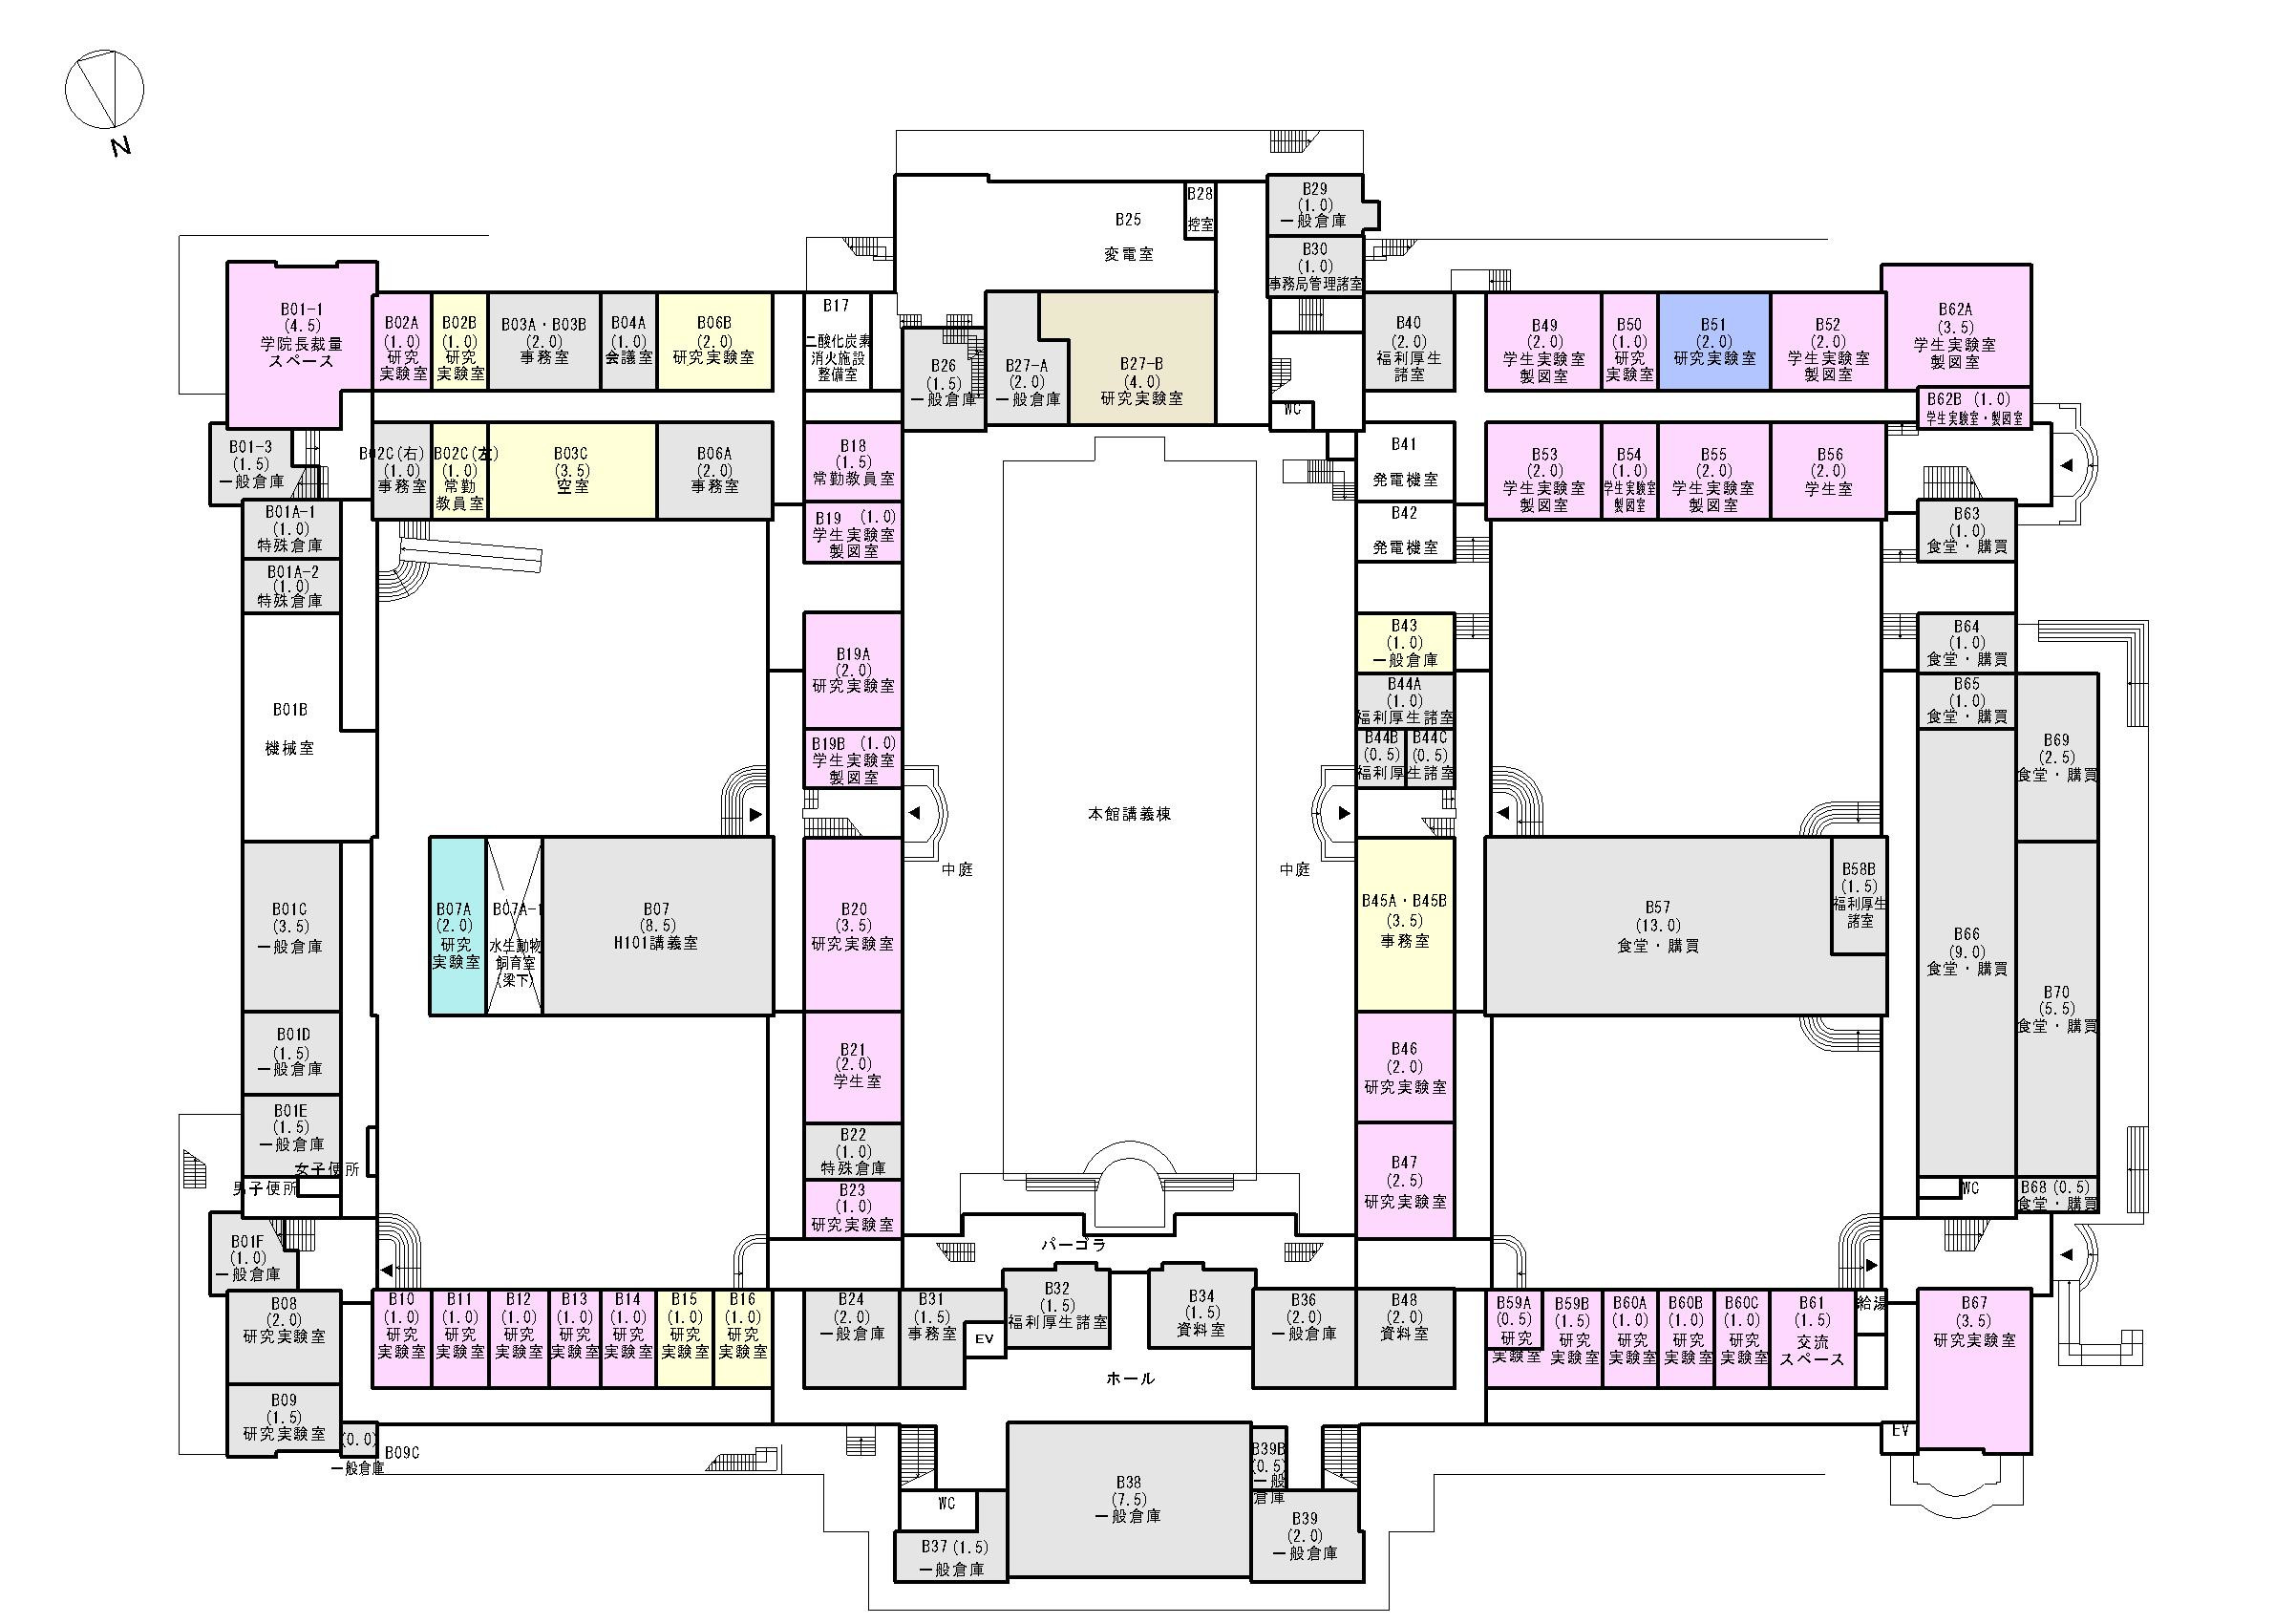 N
B01-1
(4.5)
学院長裁量
スペース
B02A
(1.0)
研究
実験室
B02B
(1.0)
研究
実験室
B03A・B03B
(2.0)
事務室
B04A
(1.0)
会議室
B06B
(2.0)
研究実験室
B17
二酸化炭素
消火施設
整備室
B25
変電室
B28
控室
B29
(1.0)
一般倉庫
B30
(1.0)
事務局管理諸室
B26
(1.5)
一般倉庫
B27-A
(2.0)
一般倉庫
B27-B
(4.0)
研究実験室
WC
B40
(2.0)
福利厚生
諸室
B49
(2.0)
学生実験室
製図室
B50
(1.0)
研究
実験室
B51
(2.0)
研究実験室
B52
(2.0)
学生実験室
製図室
B62A
(3.5)
学生実験室
製図室
B62B (1.0)
学生実験室・製図室
B01-3
(1.5)
一般倉庫
B02C(右)
(1.0)
事務室
B02C(左)
(1.0)
常勤
教員室
B03C
(3.5)
空室
B06A
(2.0)
事務室
B18
(1.5)
常勤教員室
B19 (1.0)
学生実験室
製図室
B41
発電機室
B42
発電機室
B53
(2.0)
学生実験室
製図室
B54
(1.0)
学生実験室
製図室
B55
(2.0)
学生実験室
製図室
B56
(2.0)
学生室
B63
(1.0)
食堂・購買
B01A-1
(1.0)
特殊倉庫
B01A-2
(1.0)
特殊倉庫
B01B
機械室
B19A
(2.0)
研究実験室
B19B (1.0)
学生実験室
製図室
B43
(1.0)
一般倉庫
B44A
(1.0)
福利厚生諸室
B44B
(0.5)
福利厚
B44C
(0.5)
生諸室
B64
(1.0)
食堂・購買
B65
(1.0)
食堂・購買
B69
(2.5)
食堂・購買
本館講義棟
中庭
中庭
B01C
(3.5)
一般倉庫
B07A
(2.0)
研究
実験室
B07A-1
水生動物
飼育室
(梁下)
B07
(8.5)
H101講義室
B20
(3.5)
研究実験室
B45A・B45B
(3.5)
事務室
B57
(13.0)
食堂・購買
B58B
(1.5)
福利厚生
諸室
B66
(9.0)
食堂・購買
B70
(5.5)
食堂・購買
B01D
(1.5)
一般倉庫
B01E
(1.5)
一般倉庫
女子便所
男子便所
B21
(2.0)
学生室
B22
(1.0)
特殊倉庫
B23
(1.0)
研究実験室
B46
(2.0)
研究実験室
B47
(2.5)
研究実験室
WC
B68 (0.5)
食堂・購買
B01F
(1.0)
一般倉庫
パーゴラ
B08
(2.0)
研究実験室
B09
(1.5)
研究実験室
(0.0)
B09C
一般倉庫
B10
(1.0)
研究
実験室
B11
(1.0)
研究
実験室
B12
(1.0)
研究
実験室
B13
(1.0)
研究
実験室
B14
(1.0)
研究
実験室
B15
(1.0)
研究
実験室
B16
(1.0)
研究
実験室
B24
(2.0)
一般倉庫
B31
(1.5)
事務室
EV
B32
(1.5)
福利厚生諸室
B34
(1.5)
資料室
B36
(2.0)
一般倉庫
B48
(2.0)
資料室
ホール
B59A
(0.5)
研究
実験室
B59B
(1.5)
研究
実験室
B60A
(1.0)
研究
実験室
B60B
(1.0)
研究
実験室
B60C
(1.0)
研究
実験室
B61
(1.5)
交流
スペース
給湯
B67
(3.5)
研究実験室
EV
WC
B37 (1.5)
一般倉庫
B38
(7.5)
一般倉庫
B39B
(0.5)
一般
倉庫
B39
(2.0)
一般倉庫